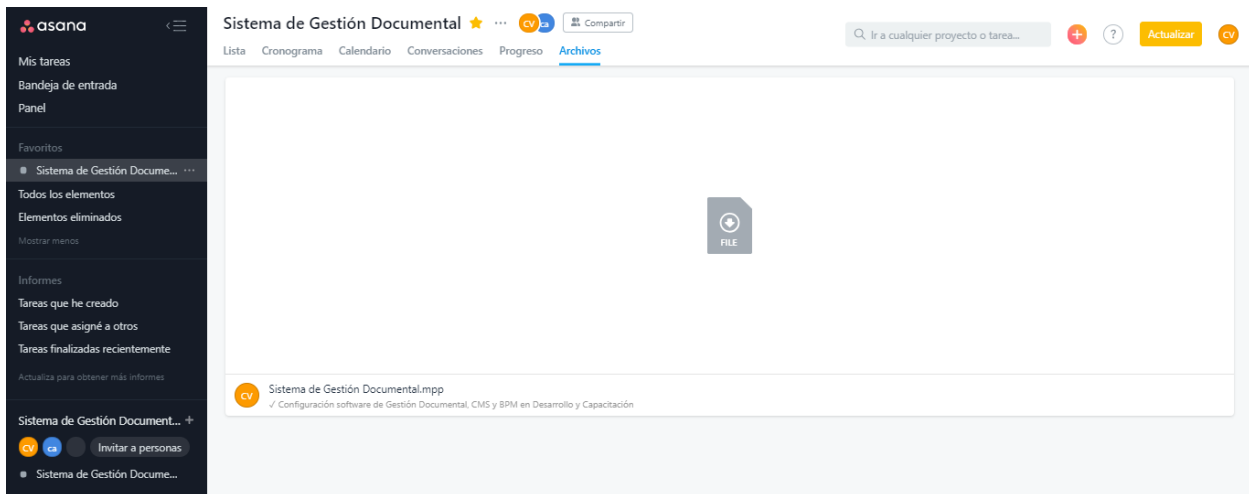 asana
Mis tareas
Bandeja de entrada
Panel
Favoritos
Sistema de Gestión Docume... ···
Todos los elementos
Elementos eliminados
Mostrar menos
Informes
Tareas que he creado
Tareas que asigné a otros
Tareas finalizadas recientemente
Actualiza para obtener más informes
Sistema de Gestión Document... +
CV ca Invitar a personas
Sistema de Gestión Docume...
Sistema de Gestión Documental ··· CV ca Compartir
Lista Cronograma Calendario Conversaciones Progreso Archivos
Ir a cualquier proyecto o tarea... + ? Actualizar CV
FILE
CV Sistema de Gestión Documental.mpp
✓ Configuración software de Gestión Documental, CMS y BPM en Desarrollo y Capacitación